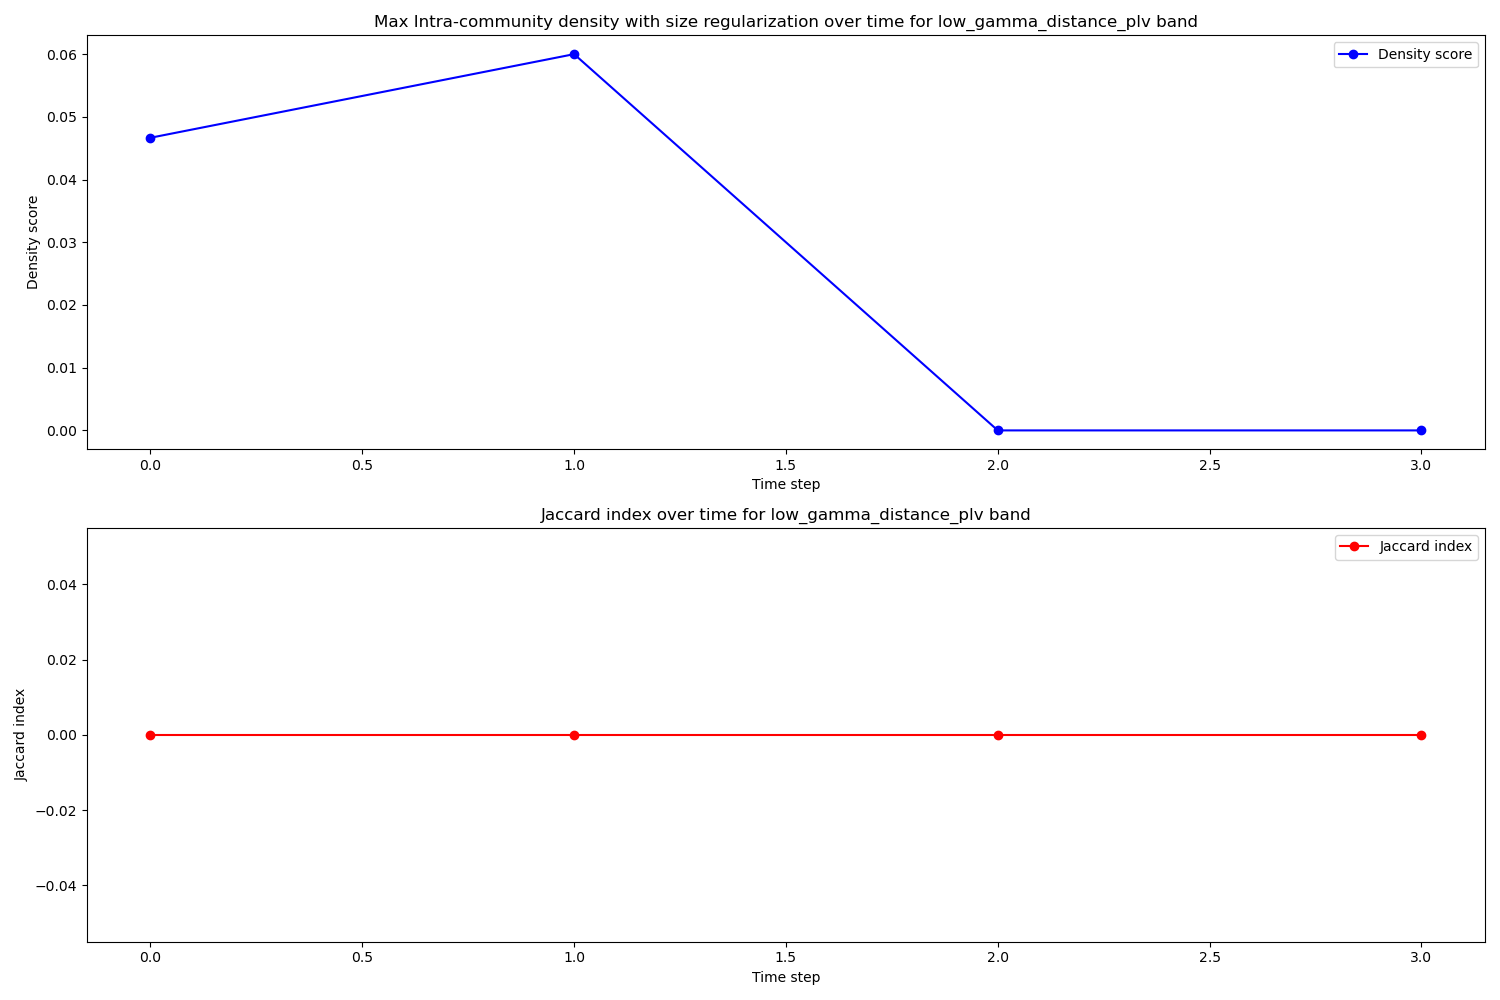 Max Intra-community density with size regularization over time for low_gamma_distance_plv band
Density score
0.06
0.05
0.04
0.03
0.02
0.01
0.00
Density score
0.0 0.5 1.0 1.5 2.0 2.5 3.0
Time step
Jaccard index over time for low_gamma_distance_plv band
Jaccard index
0.04
0.02
0.00
−0.02
−0.04
Jaccard index
0.0 0.5 1.0 1.5 2.0 2.5 3.0
Time step